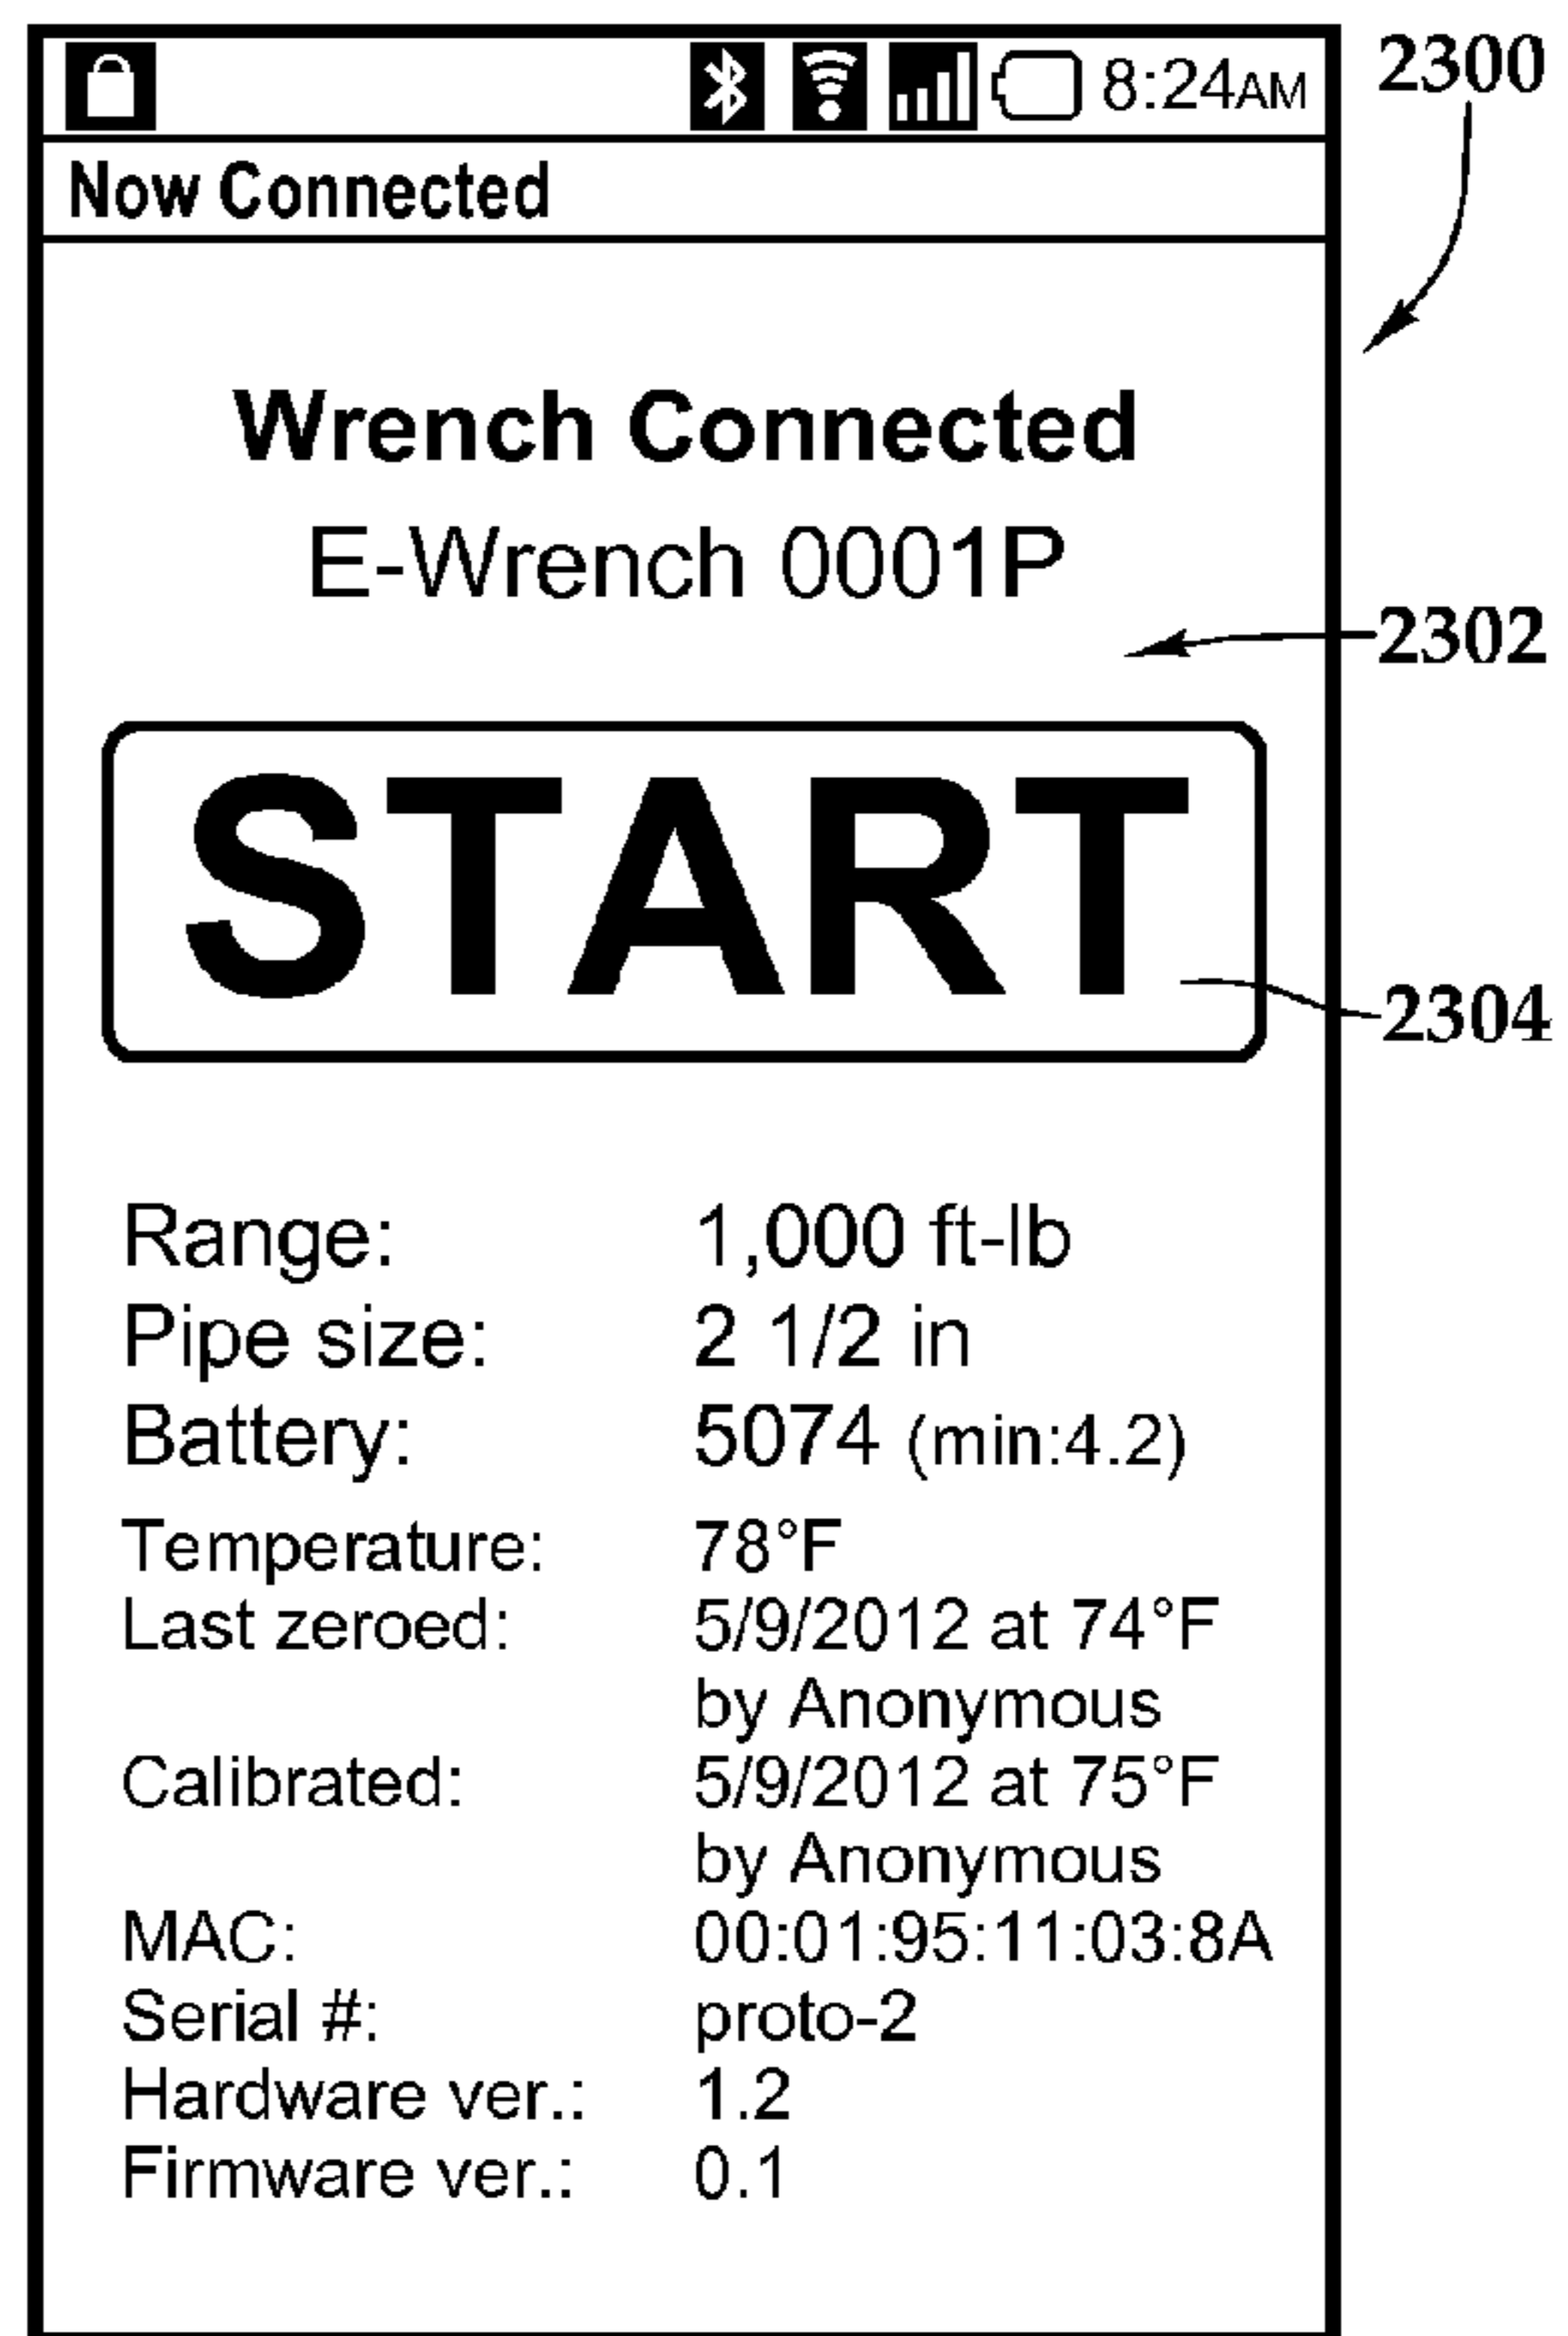 8:24AM 2300
Now Connected
Wrench Connected
E-Wrench 0001P
2302
START
2304
Range: 1,000 ft-lb
Pipe size: 2 1/2 in
Battery: 5074 (min:4.2)
Temperature: 78°F
Last zeroed: 5/9/2012 at 74°F
by Anonymous
Calibrated: 5/9/2012 at 75°F
by Anonymous
MAC: 00:01:95:11:03:8A
Serial #: proto-2
Hardware ver.: 1.2
Firmware ver.: 0.1